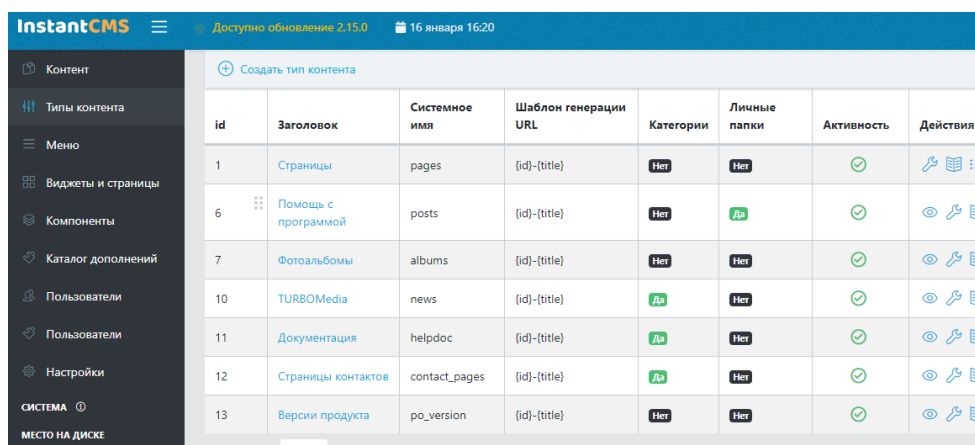 InstantCMS
Доступно обновление 2.15.0
16 января 16:20
Контент
Типы контента
Меню
Виджеты и страницы
Компоненты
Каталог дополнений
Пользователи
Пользователи
Настройки
СИСТЕМА
МЕСТО НА ДИСКЕ
Создать тип контента
id Заголовок Системное имя Шаблон генерации URL Категории Личные папки Активность Действия
1 Страницы pages {id}-{title} Нет Нет
6 Помощь с программой posts {id}-{title} Нет Да
7 Фотоальбомы albums {id}-{title} Нет Нет
10 TURBOMedia news {id}-{title} Да Нет
11 Документация helpdoc {id}-{title} Да Нет
12 Страницы контактов contact_pages {id}-{title} Да Нет
13 Версии продукта po_version {id}-{title} Нет Нет